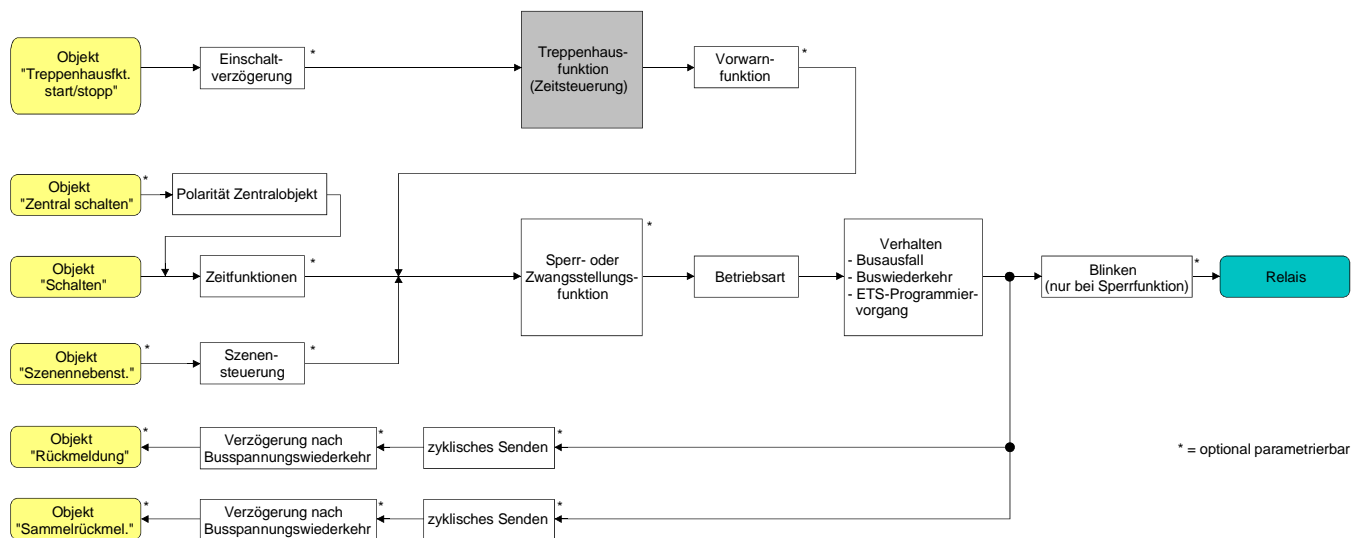 Objekt
"Treppenhausfkt.
start/stopp"
*
Einschalt-
verzögerung
Treppenhaus-
funktion
(Zeitsteuerung)
*
Vorwarn-
funktion
Objekt
"Zentral schalten"
*
Polarität Zentralobjekt
Objekt
"Schalten"
*
Zeitfunktionen
*
Sperr- oder
Zwangsstellungs-
funktion
Betriebsart
Verhalten
- Busausfall
- Buswiederkehr
- ETS-Programmier-
vorgang
*
Blinken
(nur bei Sperrfunktion)
Relais
Objekt
"Szenennebenst."
*
Szenen-
steuerung
*
Objekt
"Rückmeldung"
*
Verzögerung nach
Busspannungswiederkehr
*
zyklisches Senden
*
* = optional parametrierbar
Objekt
"Sammelrückmel."
*
Verzögerung nach
Busspannungswiederkehr
*
zyklisches Senden
*